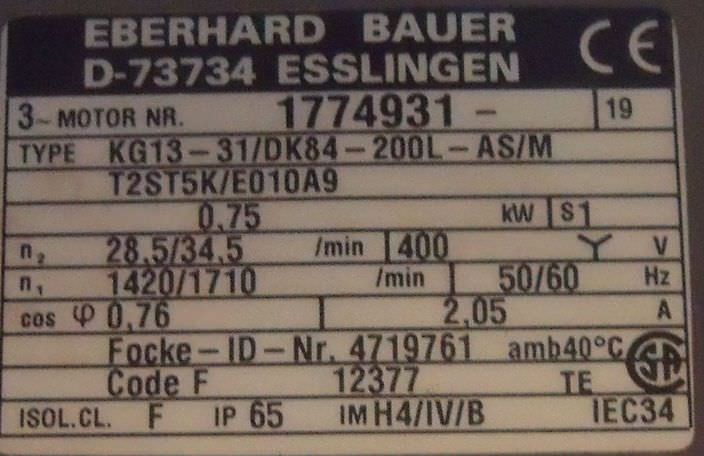 EBERHARD BAUER
D-73734 ESSLINGEN CE
3~ MOTOR NR. 1774931 - 19
TYPE KG13-31/DK84-200L-AS/M
T2ST5K/E010A9
0,75 kW S1
n₂ 28,5/34,5 /min 400 Y V
n₁ 1420/1710 /min 50/60 Hz
cos φ 0,76 2,05 A
Focke-ID-Nr. 4719761 amb40°C
Code F 12377 TE SA
ISOL.CL. F IP 65 IM H4/IV/B IEC34